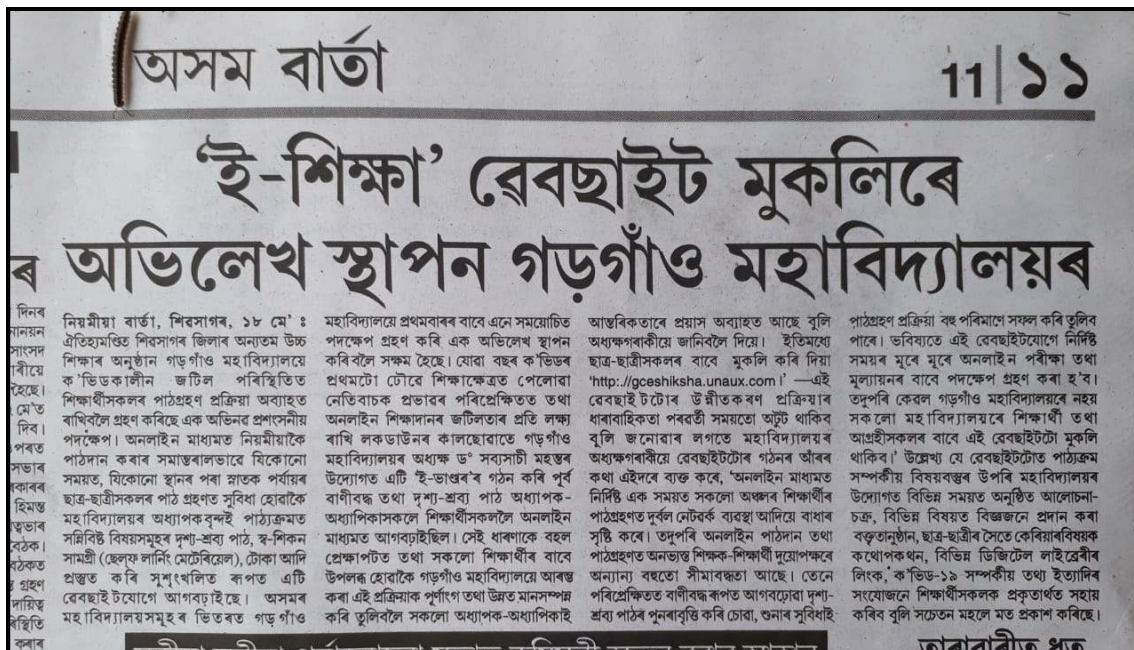 অসম বাৰ্তা
11 | ১১
‘ই-শিক্ষা’ ৱেবছাইট মুকলিৰে
অভিলেখ স্থাপন গড়গাঁও মহাবিদ্যালয়ৰ
নিয়মীয়া বাৰ্তা, শিৱসাগৰ, ১৮ মে’ ঃ
ঐতিহ্যমণ্ডিত শিৱসাগৰ জিলাৰ অন্যতম উচ্চ
শিক্ষাৰ অনুষ্ঠান গড়গাঁও মহাবিদ্যালয়ে
ক’ভিডকালীন জটিল পৰিস্থিতিত
শিক্ষাৰ্থীসকলৰ পাঠগ্ৰহণ প্ৰক্ৰিয়া অব্যাহত
ৰাখিবলৈ গ্ৰহণ কৰিছে এক অভিনৱ প্ৰশংসনীয়
পদক্ষেপ। অনলাইন মাধ্যমত নিয়মীয়াকৈ
পাঠদান কৰাৰ সমান্তৰালভাৱে যিকোনো
সময়ত, যিকোনো স্থানৰ পৰা স্নাতক পৰ্যায়ৰ
ছাত্ৰ-ছাত্ৰীসকলৰ পাঠ গ্ৰহণত সুবিধা হোৱাকৈ
মহাবিদ্যালয়ৰ অধ্যাপকবৃন্দই পাঠ্যক্ৰমত
সন্নিবিষ্ট বিষয়সমূহৰ দৃশ্য-শ্ৰব্য পাঠ, স্ব-শিকন
সামগ্ৰী (ছেল্ফ লাৰ্নিং মেটেৰিয়েল), টোকা আদি
প্ৰস্তুত কৰি সুশৃংখলিত ৰূপত এটি
ৱেবছাইটযোগে আগবঢ়াইছে। অসমৰ
মহাবিদ্যালয়সমূহৰ ভিতৰত গড়গাঁও
মহাবিদ্যালয়ে প্ৰথমবাৰৰ বাবে এনে সময়োচিত
পদক্ষেপ গ্ৰহণ কৰি এক অভিলেখ স্থাপন
কৰিবলৈ সক্ষম হৈছে। যোৱা বছৰ ক’ভিডৰ
প্ৰথমটো ঢৌৱে শিক্ষাক্ষেত্ৰত পেলোৱা
নেতিবাচক প্ৰভাৱৰ পৰিপ্ৰেক্ষিতত তথা
অনলাইন শিক্ষাদানৰ জটিলতাৰ প্ৰতি লক্ষ্য
ৰাখি লকডাউনৰ কালছোৱাতে গড়গাঁও
মহাবিদ্যালয়ৰ অধ্যক্ষ ড° সব্যসাচী মহন্তৰ
উদ্যোগত এটি ‘ই-ভাণ্ডাৰ’ৰ গঠন কৰি পূৰ্ব
বাণীবদ্ধ তথা দৃশ্য-শ্ৰব্য পাঠ অধ্যাপক-
অধ্যাপিকাসকলে শিক্ষাৰ্থীসকললৈ অনলাইন
মাধ্যমত আগবঢ়াইছিল। সেই ধাৰণাকে বহল
প্ৰেক্ষাপটত তথা সকলো শিক্ষাৰ্থীৰ বাবে
উপলব্ধ হোৱাকৈ গড়গাঁও মহাবিদ্যালয়ে আৰম্ভ
কৰা এই প্ৰক্ৰিয়াক পূৰ্ণাংগ তথা উন্নত মানসম্পন্ন
কৰি তুলিবলৈ সকলো অধ্যাপক-অধ্যাপিকাই
আন্তৰিকতাৰে প্ৰয়াস অব্যাহত আছে বুলি
অধ্যক্ষগৰাকীয়ে জানিবলৈ দিয়ে। ইতিমধ্যে
ছাত্ৰ-ছাত্ৰীসকলৰ বাবে মুকলি কৰি দিয়া
‘http://gceshiksha.unaux.com।’ —এই
ৱেবছাইটটোৰ উন্নীতকৰণ প্ৰক্ৰিয়াৰ
ধাৰাবাহিকতা পৰৱৰ্তী সময়তো অটুট থাকিব
বুলি জনোৱাৰ লগতে মহাবিদ্যালয়ৰ
অধ্যক্ষগৰাকীয়ে ৱেবছাইটটোৰ গঠনৰ আঁৰৰ
কথা এইদৰে ব্যক্ত কৰে, ‘অনলাইন মাধ্যমত
নিৰ্দিষ্ট এক সময়ত সকলো অঞ্চলৰ শিক্ষাৰ্থীৰ
পাঠগ্ৰহণত দুৰ্বল নেটৱৰ্ক ব্যৱস্থা আদিয়ে বাধাৰ
সৃষ্টি কৰে। তদুপৰি অনলাইন পাঠদান তথা
পাঠগ্ৰহণত অনভ্যস্ত শিক্ষক-শিক্ষাৰ্থী দুয়োপক্ষৰে
অন্যান্য বহুতো সীমাবদ্ধতা আছে। তেনে
পৰিপ্ৰেক্ষিতত বাণীবদ্ধ ৰূপত আগবঢ়োৱা দৃশ্য-
শ্ৰব্য পাঠৰ পুনৰাবৃত্তি কৰি চোৱা, শুনাৰ সুবিধাই
পাঠগ্ৰহণ প্ৰক্ৰিয়া বহু পৰিমাণে সফল কৰি তুলিব
পাৰে। ভবিষ্যতে এই ৱেবছাইটযোগে নিৰ্দিষ্ট
সময়ৰ মূৰে মূৰে অনলাইন পৰীক্ষা তথা
মূল্যায়নৰ বাবে পদক্ষেপ গ্ৰহণ কৰা হ’ব।
তদুপৰি কেৱল গড়গাঁও মহাবিদ্যালয়ৰে নহয়
সকলো মহাবিদ্যালয়ৰে শিক্ষাৰ্থী তথা
আগ্ৰহীসকলৰ বাবে এই ৱেবছাইটটো মুকলি
থাকিব।’ উল্লেখ্য যে ৱেবছাইটটোত পাঠ্যক্ৰম
সম্পৰ্কীয় বিষয়বস্তুৰ উপৰি মহাবিদ্যালয়ৰ
উদ্যোগত বিভিন্ন সময়ত অনুষ্ঠিত আলোচনা-
চক্ৰ, বিভিন্ন বিষয়ত বিজ্ঞজনে প্ৰদান কৰা
বক্তৃতানুষ্ঠান, ছাত্ৰ-ছাত্ৰীৰ সৈতে কেৰিয়াৰবিষয়ক
কথোপকথন, বিভিন্ন ডিজিটেল লাইব্ৰেৰীৰ
লিংক, ক’ভিড-১৯ সম্পৰ্কীয় তথ্য ইত্যাদিৰ
সংযোজনে শিক্ষাৰ্থীসকলক প্ৰকৃতাৰ্থত সহায়
কৰিব বুলি সচেতন মহলে মত প্ৰকাশ কৰিছে।